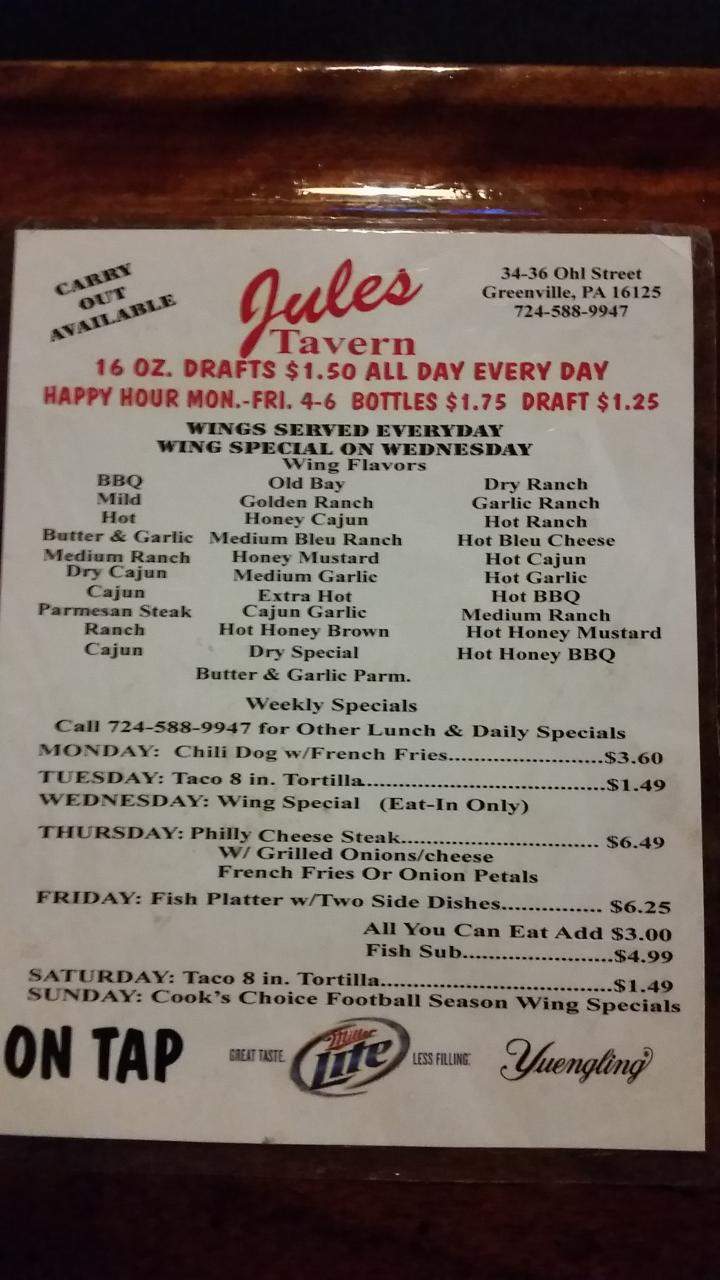 CARRY
OUT
AVAILABLE
Jules
Tavern
34-36 Ohl Street
Greenville, PA 16125
724-588-9947
16 OZ. DRAFTS $1.50 ALL DAY EVERY DAY
HAPPY HOUR MON.-FRI. 4-6 BOTTLES $1.75 DRAFT $1.25
WINGS SERVED EVERYDAY
WING SPECIAL ON WEDNESDAY
Wing Flavors
BBQ Old Bay Dry Ranch
Mild Golden Ranch Garlic Ranch
Hot Honey Cajun Hot Ranch
Butter & Garlic Medium Bleu Ranch Hot Bleu Cheese
Medium Ranch Honey Mustard Hot Cajun
Dry Cajun Medium Garlic Hot Garlic
Cajun Extra Hot Hot BBQ
Parmesan Steak Cajun Garlic Medium Ranch
Ranch Hot Honey Brown Hot Honey Mustard
Cajun Dry Special Hot Honey BBQ
Butter & Garlic Parm.
Weekly Specials
Call 724-588-9947 for Other Lunch & Daily Specials
MONDAY: Chili Dog w/French Fries..........................$3.60
TUESDAY: Taco 8 in. Tortilla.........................................$1.49
WEDNESDAY: Wing Special (Eat-In Only)
THURSDAY: Philly Cheese Steak................................. $6.49
W/ Grilled Onions/cheese
French Fries Or Onion Petals
FRIDAY: Fish Platter w/Two Side Dishes................ $6.25
All You Can Eat Add $3.00
Fish Sub.........................$4.99
SATURDAY: Taco 8 in. Tortilla......................................$1.49
SUNDAY: Cook's Choice Football Season Wing Specials
ON TAP GREAT TASTE. Miller Lite LESS FILLING. Yuengling